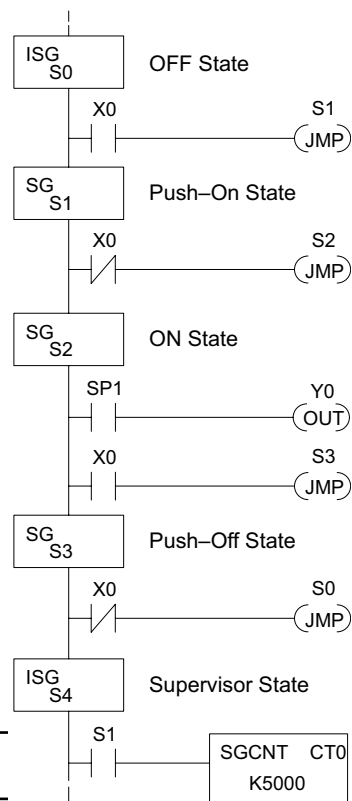 ISG
S0
OFF State
X0
S1
JMP
SG
S1
Push–On State
X0
S2
JMP
SG
S2
ON State
SP1
Y0
OUT
X0
S3
JMP
SG
S3
Push–Off State
X0
S0
JMP
ISG
S4
Supervisor State
S1
SGCNT CT0
K5000